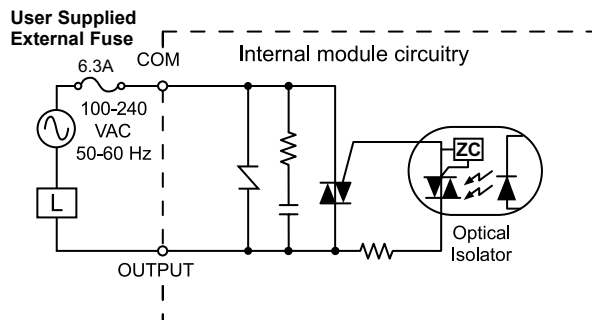 User Supplied
External Fuse
COM
Internal module circuitry
6.3A
100-240
VAC
50-60 Hz
ZC
L
Optical
Isolator
OUTPUT